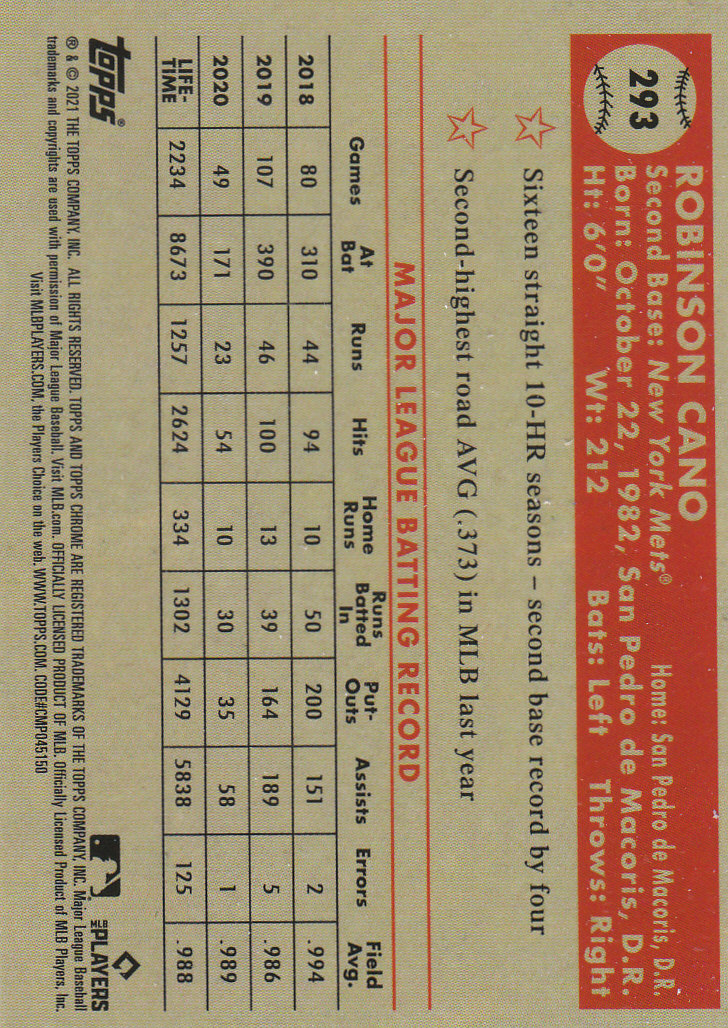 293
ROBINSON CANO
Second Base: New York Mets® Home: San Pedro de Macoris, D.R.
Born: October 22, 1982, San Pedro de Macoris, D.R.
Ht: 6'0" Wt: 212 Bats: Left Throws: Right
Sixteen straight 10-HR seasons – second base record by four
Second-highest road AVG (.373) in MLB last year
MAJOR LEAGUE BATTING RECORD
Games At Bat Runs Hits Home Runs Runs Batted In Put-Outs Assists Errors Field Avg.
2018 80 310 44 94 10 50 200 151 2 .994
2019 107 390 46 100 13 39 164 189 5 .986
2020 49 171 23 54 10 30 35 58 1 .989
LIFE-TIME 2234 8673 1257 2624 334 1302 4129 5838 125 .988
topps®
MLB PLAYERS
® & © 2021 THE TOPPS COMPANY, INC. ALL RIGHTS RESERVED. TOPPS AND TOPPS CHROME ARE REGISTERED TRADEMARKS OF THE TOPPS COMPANY, INC. Major League Baseball
trademarks and copyrights are used with permission of Major League Baseball. Visit MLB.com. OFFICIALLY LICENSED PRODUCT OF MLB. Officially Licensed Product of MLB Players, Inc.
Visit MLBPLAYERS.COM, the Players Choice on the web. WWW.TOPPS.COM. CODE#CMP045150